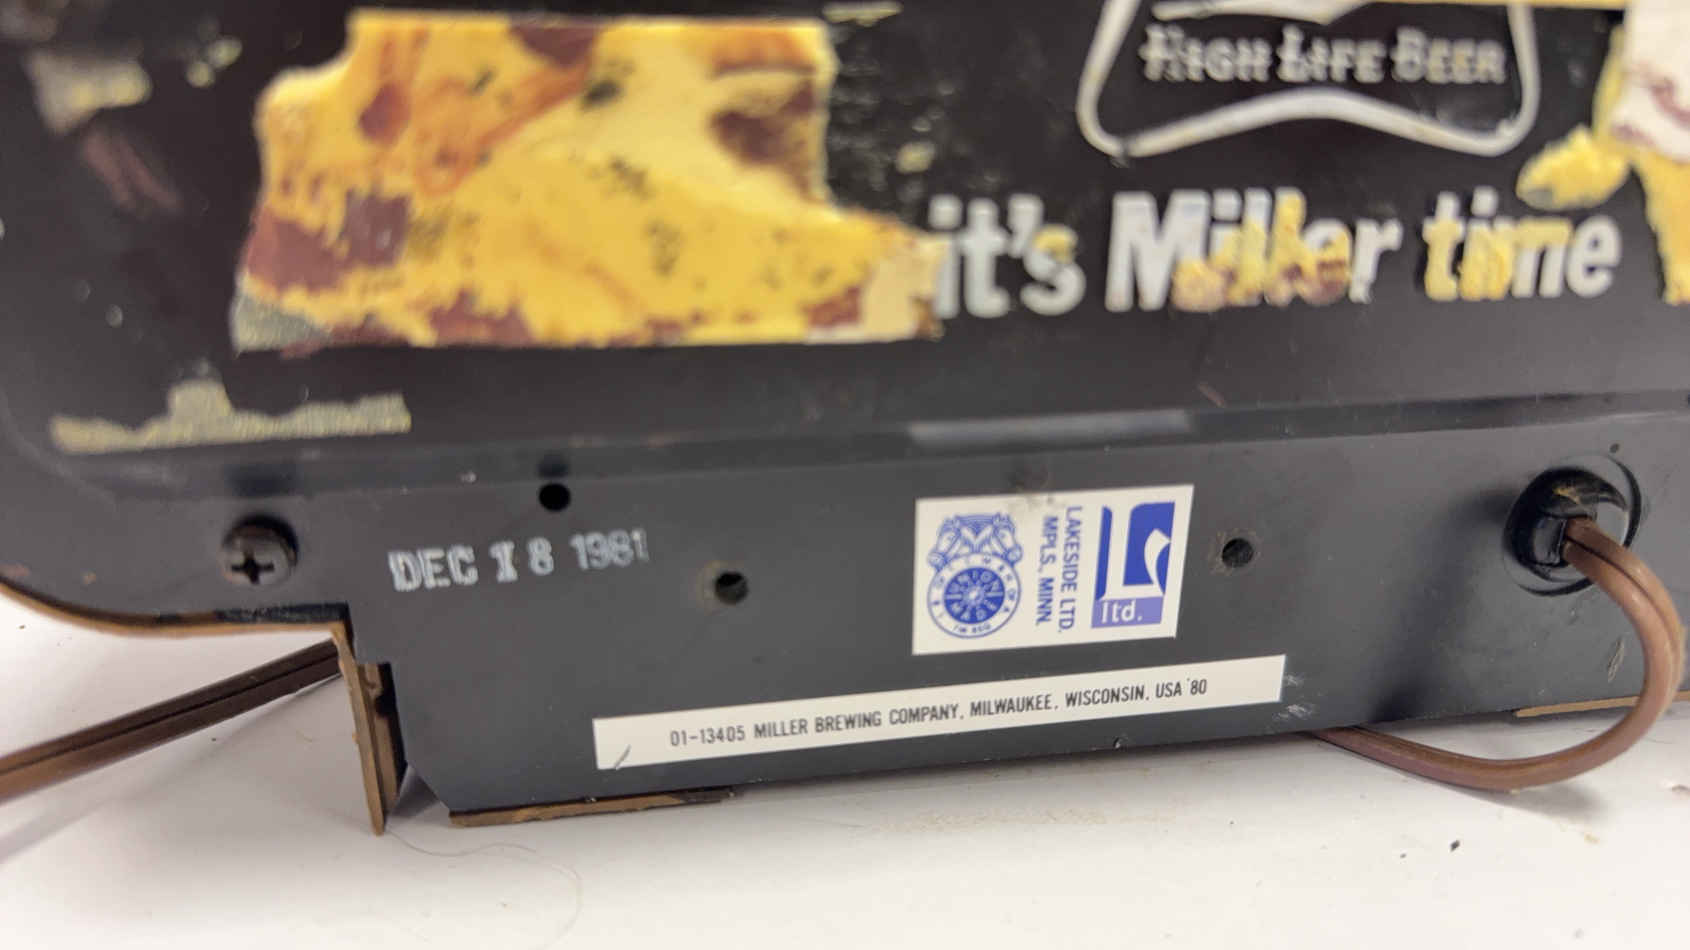 High Life Beer
it's Miller time
DEC 18 1981
LAKESIDE LTD.
MPLS., MINN.
ltd.
01-13405 MILLER BREWING COMPANY, MILWAUKEE, WISCONSIN, USA '80